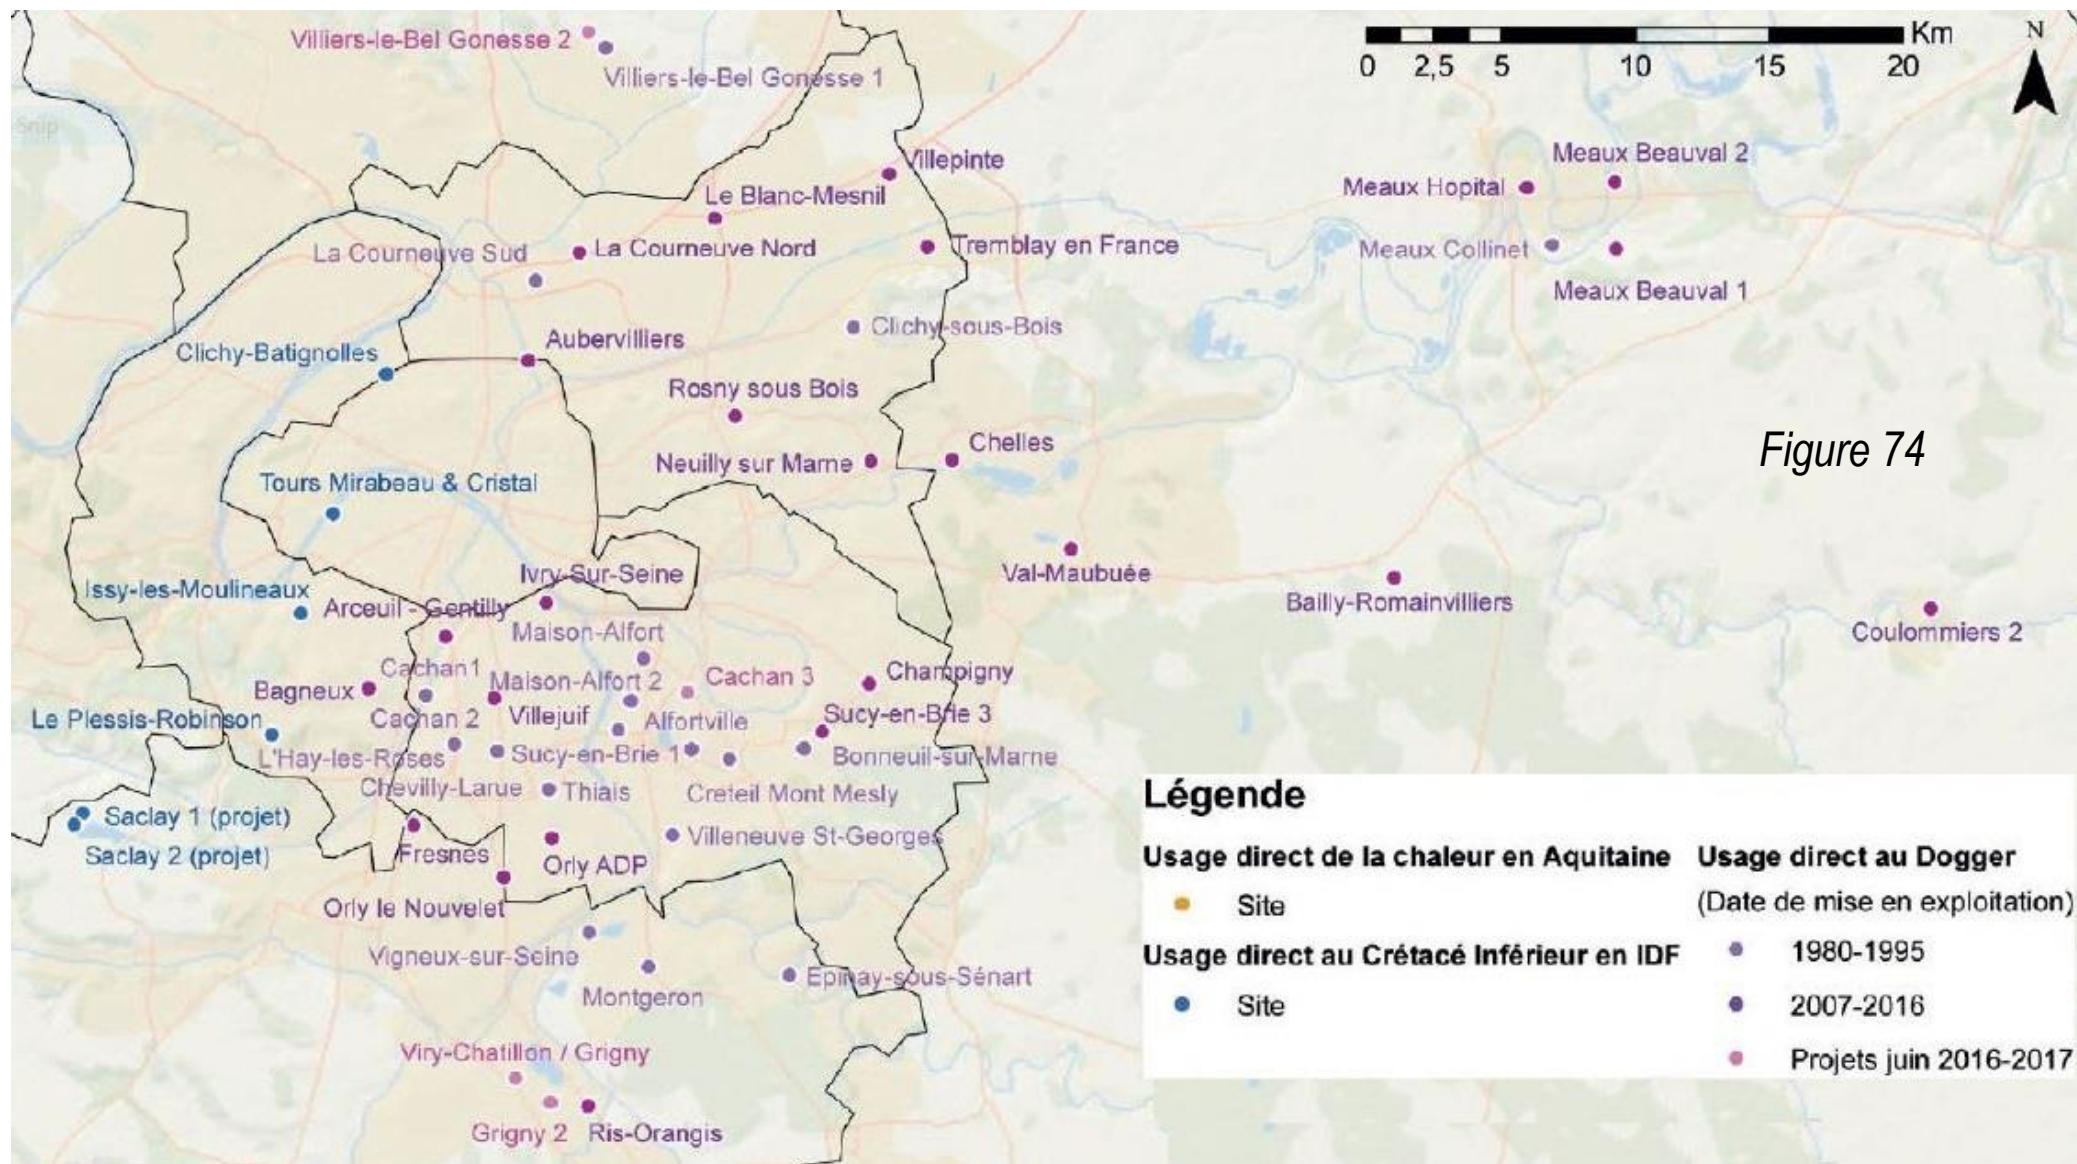 Villiers-le-Bel Gonesse 2
Km
N
Villiers-le-Bel Gonesse 1
0 2,5 5 10 15 20
Snip
Villepinte
Meaux Beauval 2
Le Blanc-Mesnil
Meaux Hopital
La Courneuve Sud
La Courneuve Nord
Tremblay en France
Meaux Collinet
Meaux Beauval 1
Clichy-sous-Bois
Aubervilliers
Clichy-Batignolles
Rosny sous Bois
Chelles
Figure 74
Neuilly sur Marne
Tours Mirabeau & Cristal
Ivry-Sur-Seine
Val-Maubuée
Issy-les-Moulineaux
Arceuil - Gentilly
Bailly-Romainvilliers
Maison-Alfort
Coulommiers 2
Cachan1
Cachan 3
Champigny
Bagneux
Maison-Alfort 2
Le Plessis-Robinson
Cachan 2
Villejuif
Alfortville
Sucy-en-Brie 3
L'Hay-les-Roses
Sucy-en-Brie 1
Bonneuil-sur-Marne
Chevilly-Larue
Thiais
Creteil Mont Mesly
Saclay 1 (projet)
Villeneuve St-Georges
Saclay 2 (projet)
Fresnes
Orly ADP
Orly le Nouvelet
Vigneux-sur-Seine
Epinay-sous-Sénart
Montgeron
Viry-Chatillon / Grigny
Grigny 2
Ris-Orangis
Légende
Usage direct de la chaleur en Aquitaine
Site
Usage direct au Crétacé Inférieur en IDF
Site
Usage direct au Dogger
(Date de mise en exploitation)
1980-1995
2007-2016
Projets juin 2016-2017